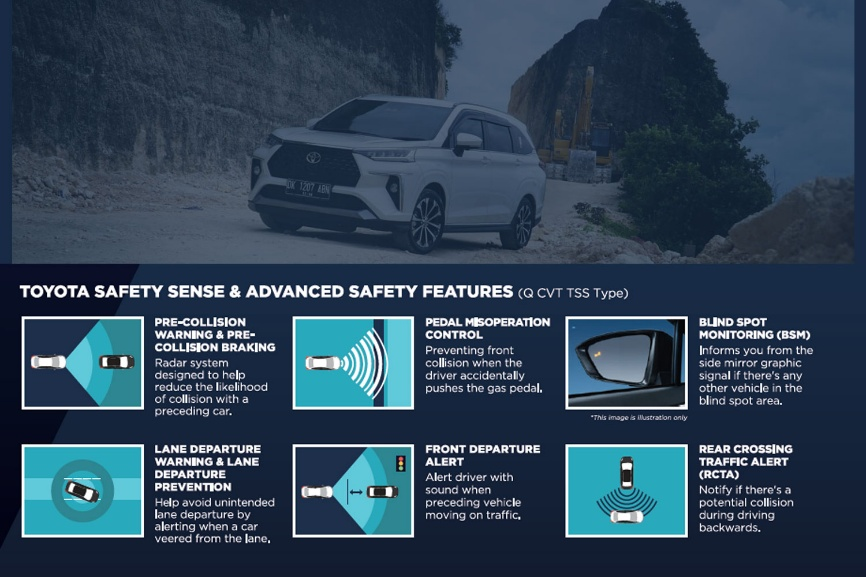 DK 1207 ABN
TOYOTA SAFETY SENSE & ADVANCED SAFETY FEATURES (Q CVT TSS Type)
PRE-COLLISION
WARNING & PRE-
COLLISION BRAKING
Radar system
designed to help
reduce the likelihood
of collision with a
preceding car.
PEDAL MISOPERATION
CONTROL
Preventing front
collision when the
driver accidentally
pushes the gas pedal.
*This image is illustration only
BLIND SPOT
MONITORING (BSM)
Informs you from the
side mirror graphic
signal if there's any
other vehicle in the
blind spot area.
LANE DEPARTURE
WARNING & LANE
DEPARTURE
PREVENTION
Help avoid unintended
lane departure by
alerting when a car
veered from the lane.
FRONT DEPARTURE
ALERT
Alert driver with
sound when
preceding vehicle
moving on traffic.
REAR CROSSING
TRAFFIC ALERT
(RCTA)
Notify if there's a
potential collision
during driving
backwards.